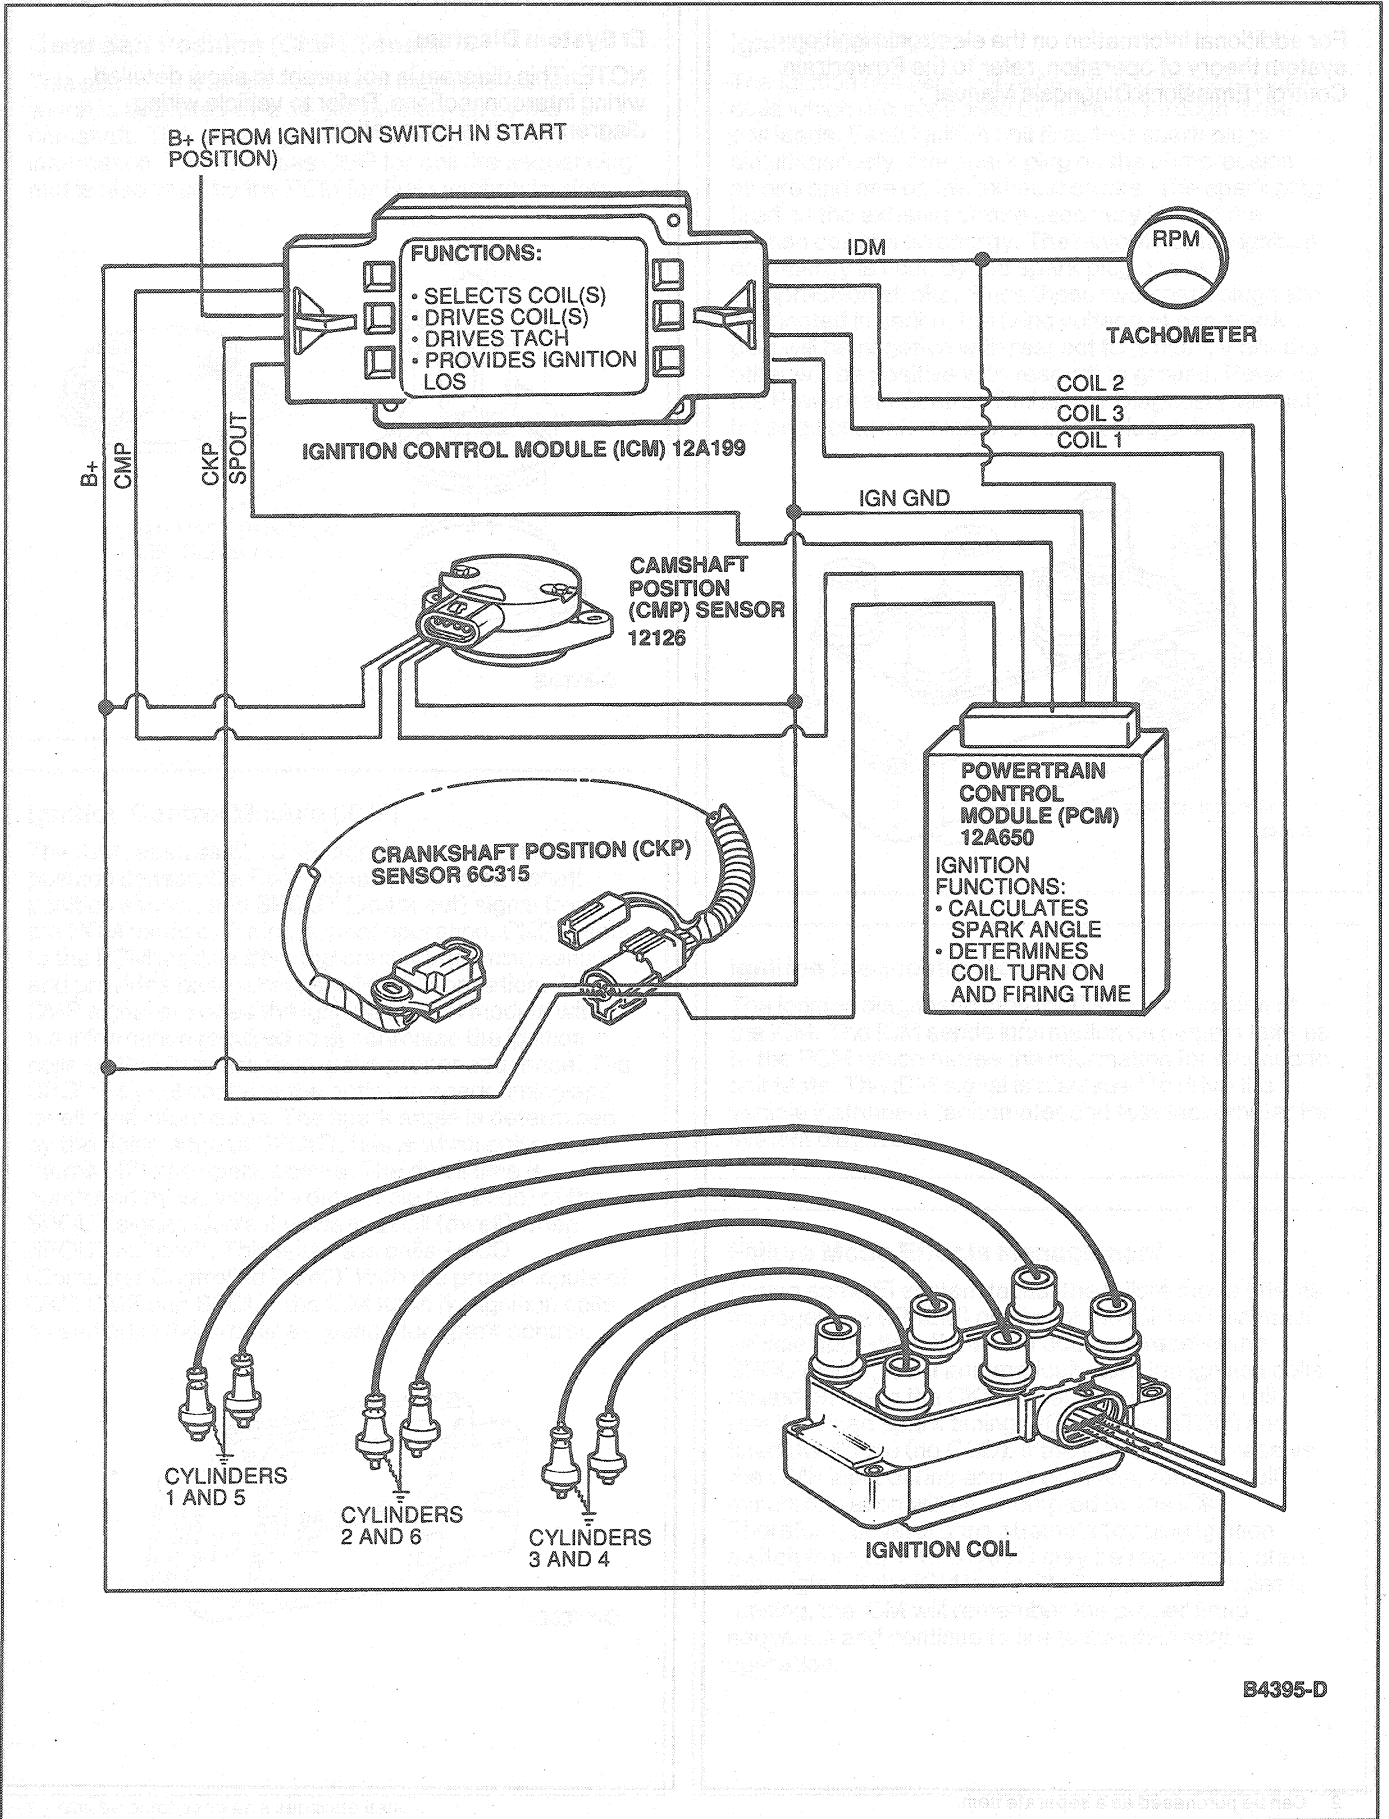 B+ (FROM IGNITION SWITCH IN START
POSITION)
FUNCTIONS:
• SELECTS COIL(S)
• DRIVES COIL(S)
• DRIVES TACH
• PROVIDES IGNITION
LOS
IDM
RPM
TACHOMETER
COIL 2
COIL 3
COIL 1
IGNITION CONTROL MODULE (ICM) 12A199
B+
CMP
CKP
SPOUT
IGN GND
CAMSHAFT
POSITION
(CMP) SENSOR
12126
POWERTRAIN
CONTROL
MODULE (PCM)
12A650
IGNITION
FUNCTIONS:
• CALCULATES
SPARK ANGLE
• DETERMINES
COIL TURN ON
AND FIRING TIME
CRANKSHAFT POSITION (CKP)
SENSOR 6C315
CYLINDERS
1 AND 5
CYLINDERS
2 AND 6
CYLINDERS
3 AND 4
IGNITION COIL
B4395-D